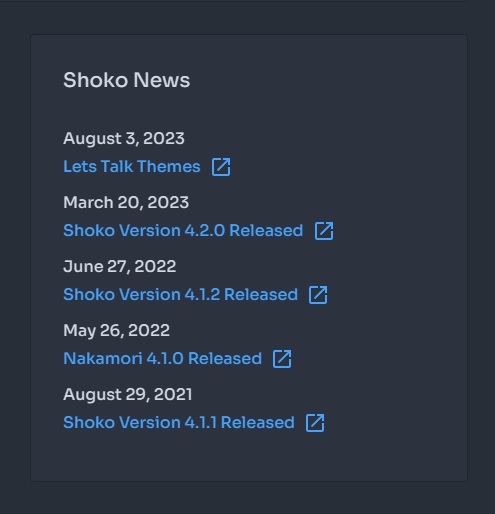 Shoko News
August 3, 2023
Lets Talk Themes
March 20, 2023
Shoko Version 4.2.0 Released
June 27, 2022
Shoko Version 4.1.2 Released
May 26, 2022
Nakamori 4.1.0 Released
August 29, 2021
Shoko Version 4.1.1 Released